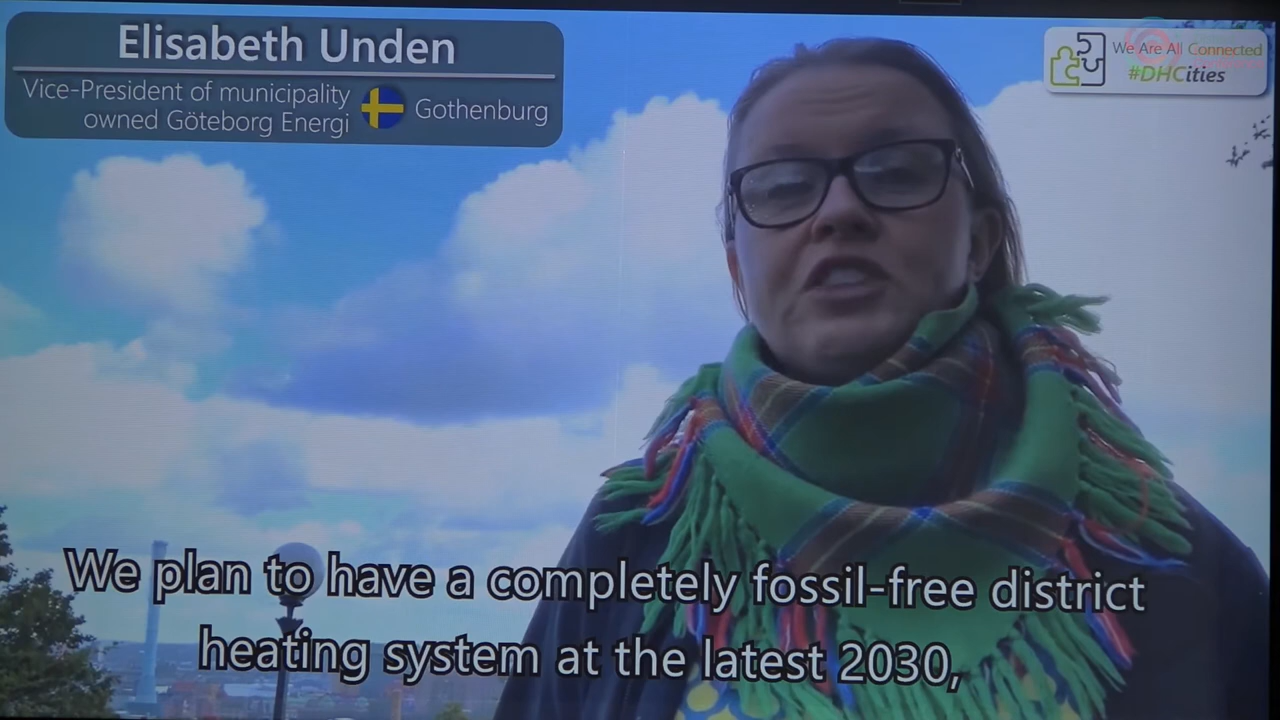 Elisabeth Unden
Vice-President of municipality
owned Göteborg Energi
Gothenburg
We Are All Connected
#DHCities
We plan to have a completely fossil-free district
heating system at the latest 2030,